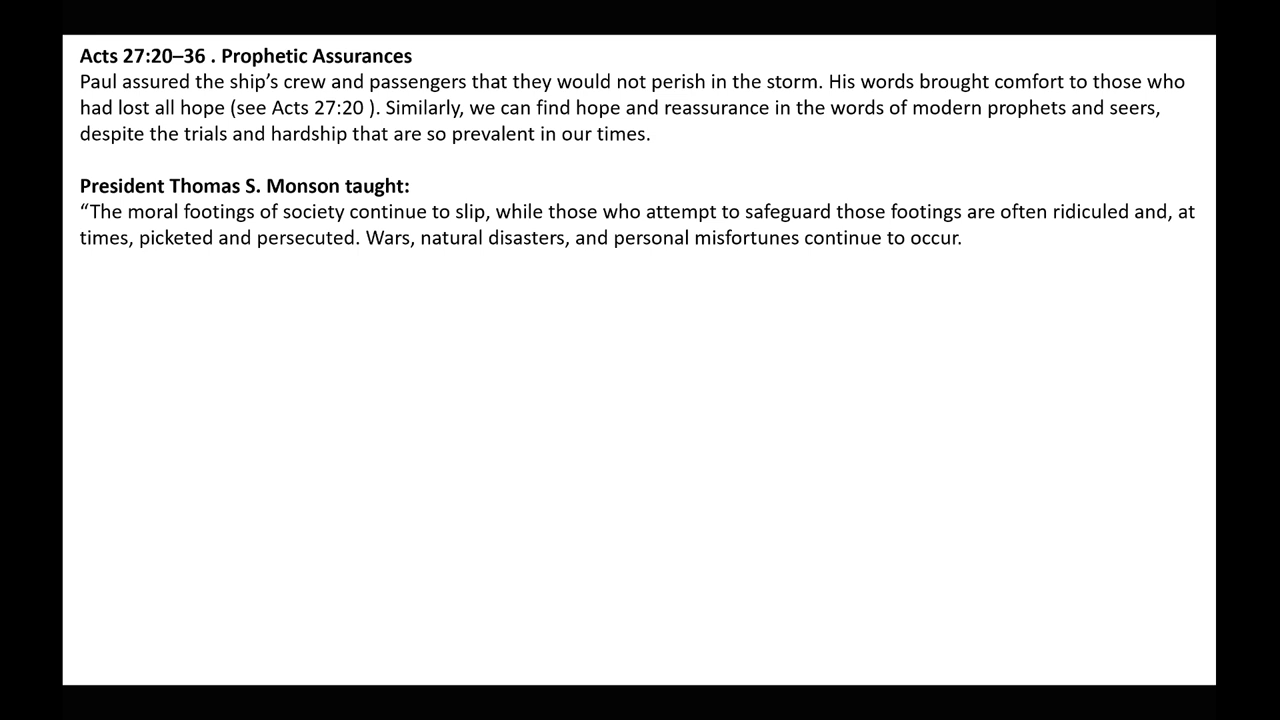 Acts 27:20–36 . Prophetic Assurances
Paul assured the ship’s crew and passengers that they would not perish in the storm. His words brought comfort to those who
had lost all hope (see Acts 27:20 ). Similarly, we can find hope and reassurance in the words of modern prophets and seers,
despite the trials and hardship that are so prevalent in our times.
President Thomas S. Monson taught:
“The moral footings of society continue to slip, while those who attempt to safeguard those footings are often ridiculed and, at
times, picketed and persecuted. Wars, natural disasters, and personal misfortunes continue to occur.